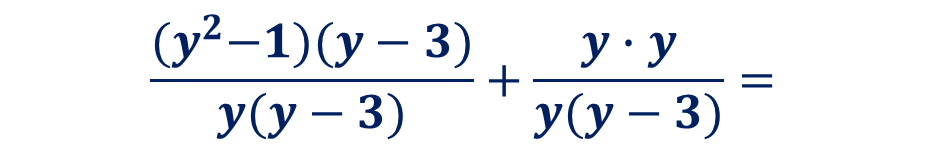 (y²−1)(y − 3)/y(y − 3) + y · y/y(y − 3) =